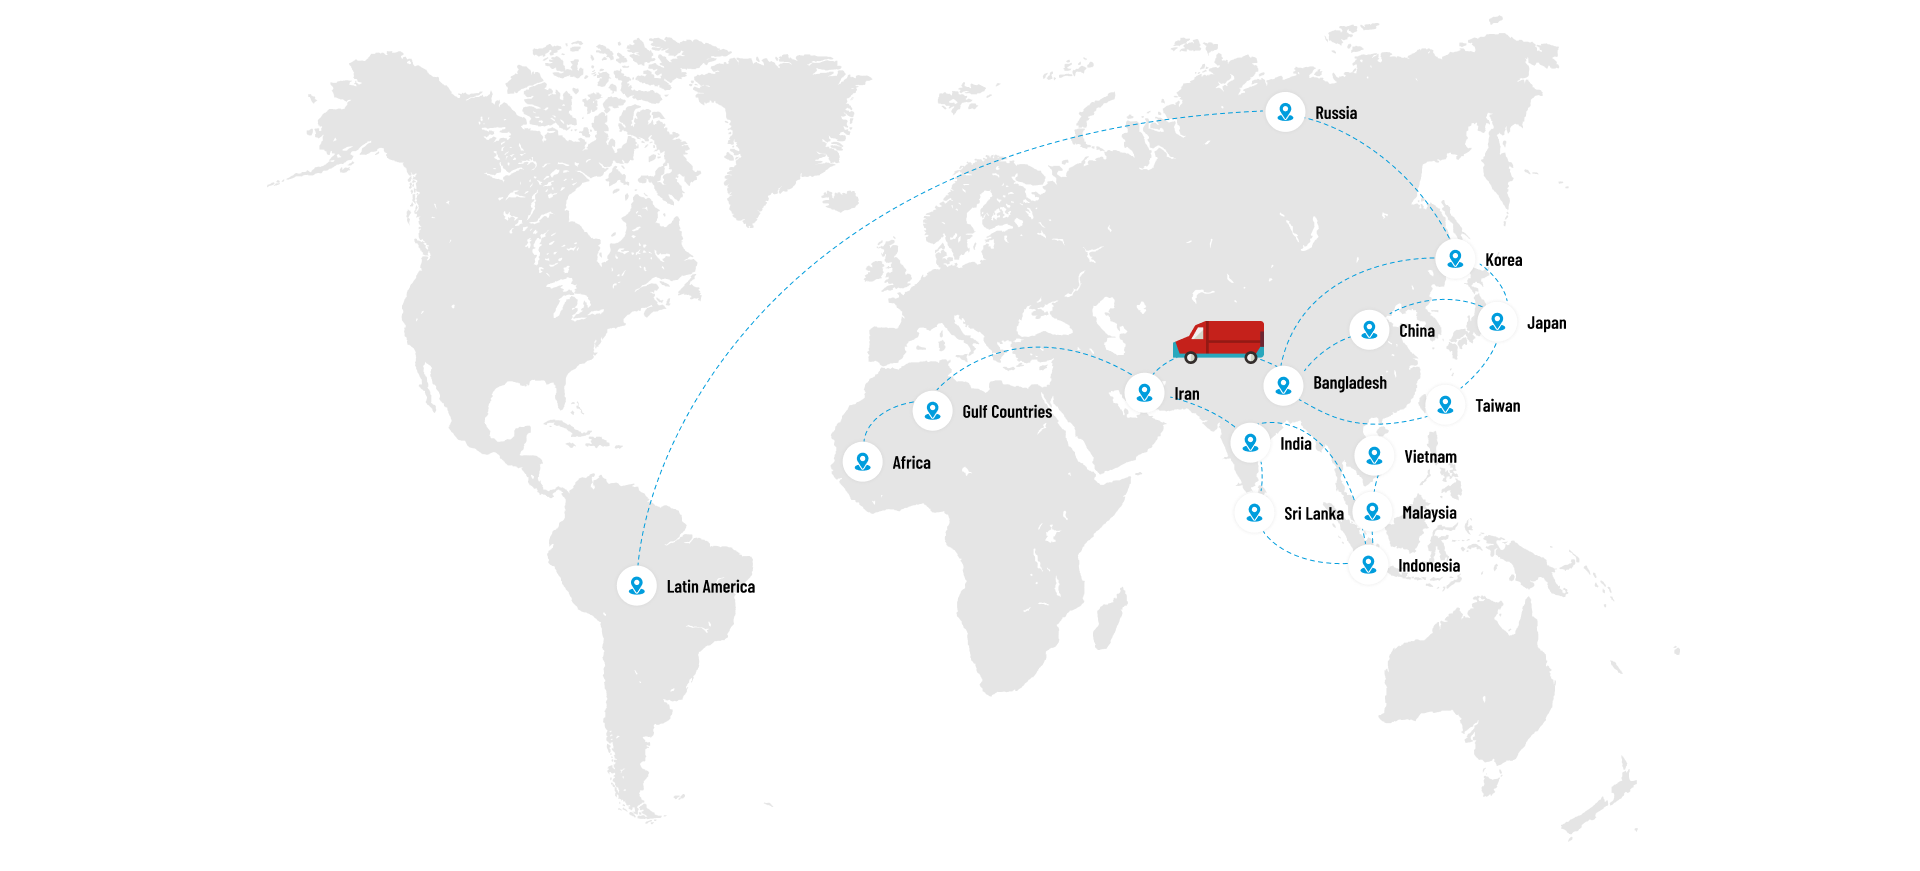 Russia
Korea
Japan
China
Bangladesh
Iran
Taiwan
Gulf Countries
India
Vietnam
Africa
Sri Lanka
Malaysia
Indonesia
Latin America